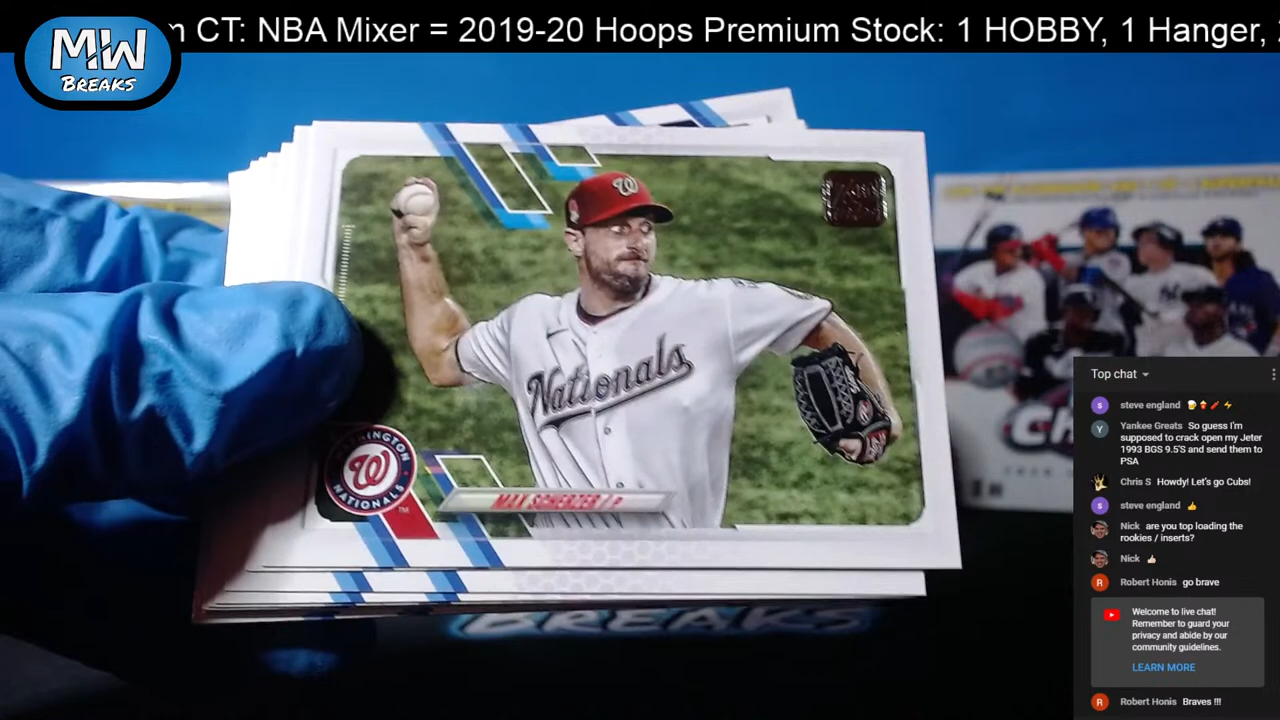 n CT: NBA Mixer = 2019-20 Hoops Premium Stock: 1 HOBBY, 1 Hanger,
MW
BREAKS
W
Nationals
WASHINGTON
W
NATIONALS
TM
MAX SCHERZER / P
BREAKS
Top chat
steve england
Yankee Greats So guess I'm
supposed to crack open my Jeter
1993 BGS 9.5'S and send them to
PSA
Chris S Howdy! Let's go Cubs!
steve england
Nick are you top loading the
rookies / inserts?
Nick
Robert Honis go brave
Welcome to live chat!
Remember to guard your
privacy and abide by our
community guidelines.
LEARN MORE
Robert Honis Braves !!!